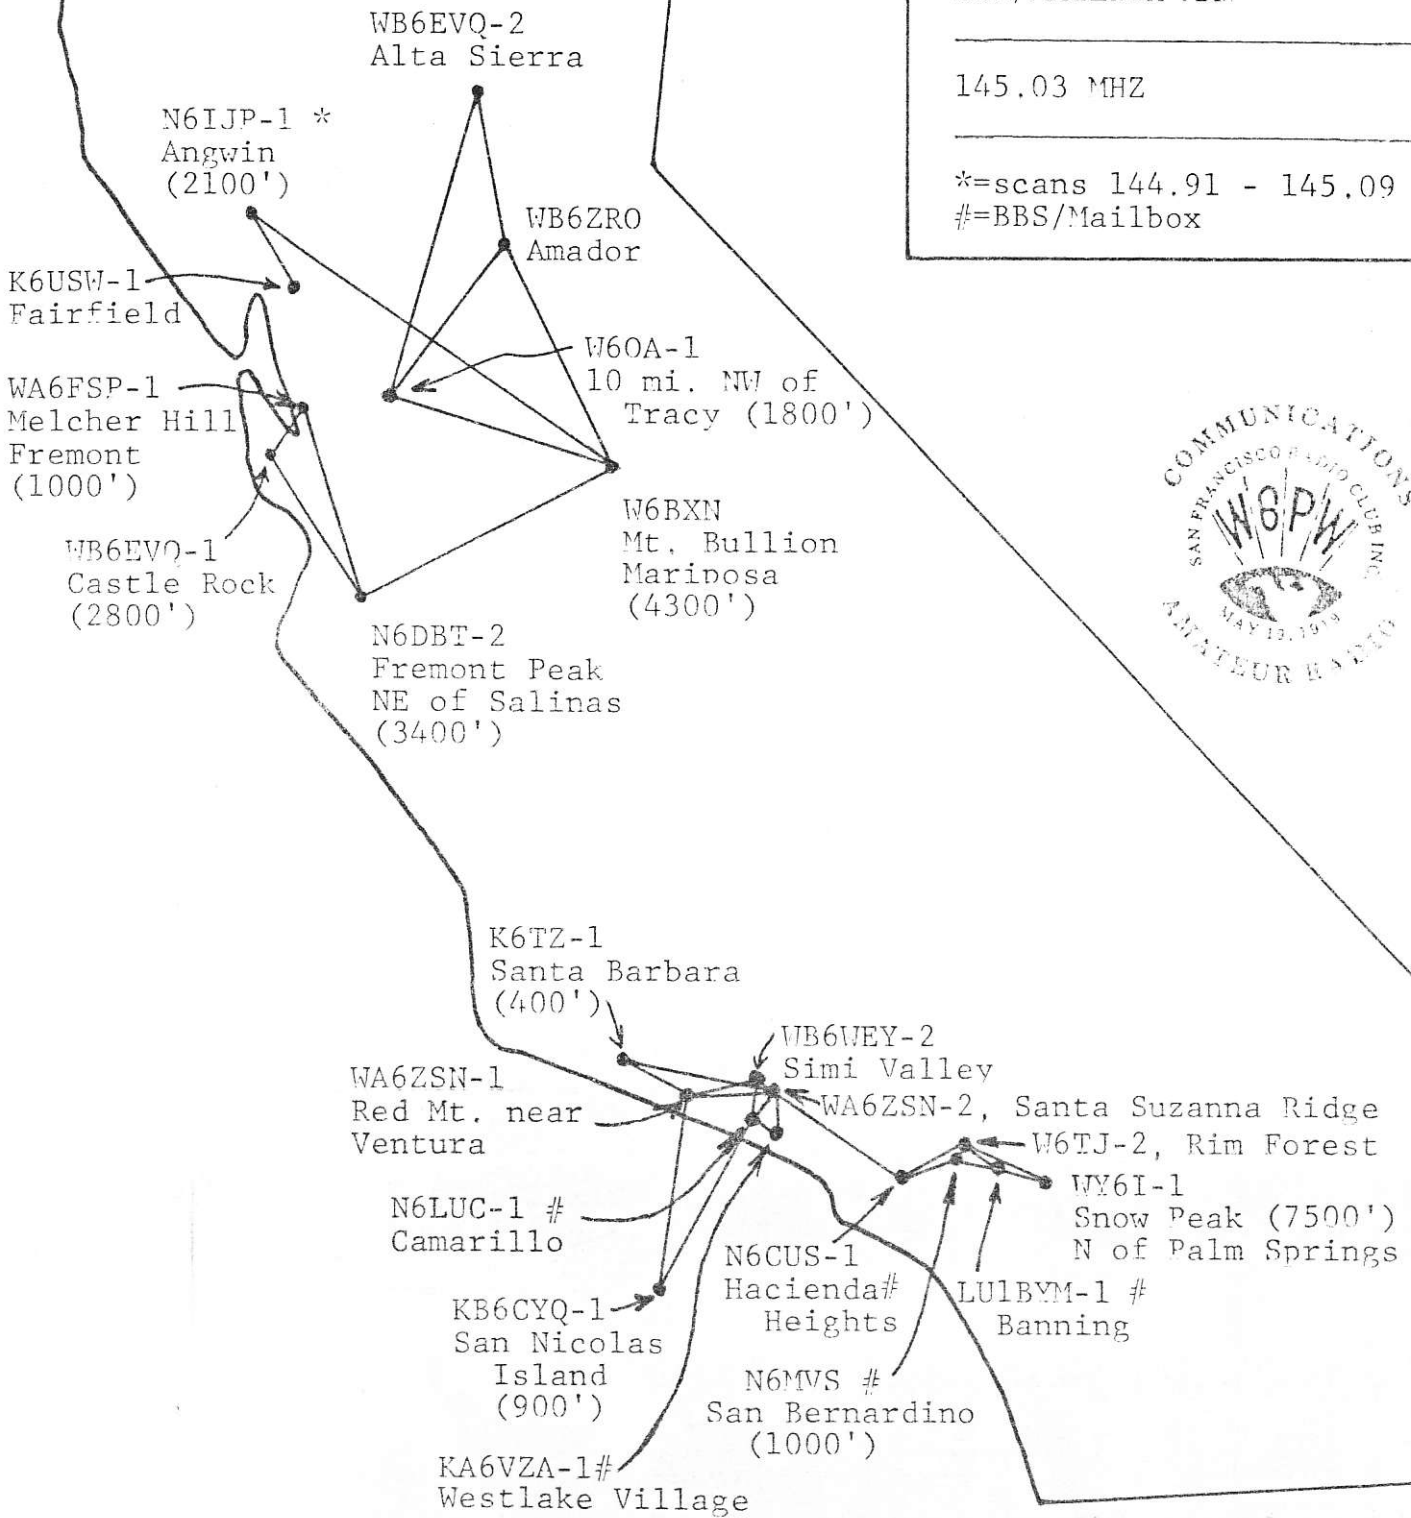 WB6EVQ-2
Alta Sierra
N6IJP-1 *
Angwin
(2100')
WB6ZRO
Amador
K6USW-1
Fairfield
W6OA-1
10 mi. NW of
Tracy (1800')
WA6FSP-1
Melcher Hill
Fremont
(1000')
WB6EVQ-1
Castle Rock
(2800')
W6BXN
Mt. Bullion
Mariposa
(4300')
N6DBT-2
Fremont Peak
NE of Salinas
(3400')
145.03 MHZ
*=scans 144.91 - 145.09
#=BBS/Mailbox
COMMUNICATIONS
SAN FRANCISCO RADIO CLUB INC.
W6PW
MAY 13, 1919
AMATEUR RADIO
K6TZ-1
Santa Barbara
(400')
WB6WEY-2
Simi Valley
WA6ZSN-1
Red Mt. near
Ventura
WA6ZSN-2, Santa Suzanna Ridge
W6TJ-2, Rim Forest
WY6I-1
Snow Peak (7500')
N of Palm Springs
N6LUC-1 #
Camarillo
N6CUS-1
Hacienda#
Heights
LU1BYM-1 #
Banning
KB6CYQ-1
San Nicolas
Island
(900')
N6MVS #
San Bernardino
(1000')
KA6VZA-1#
Westlake Village